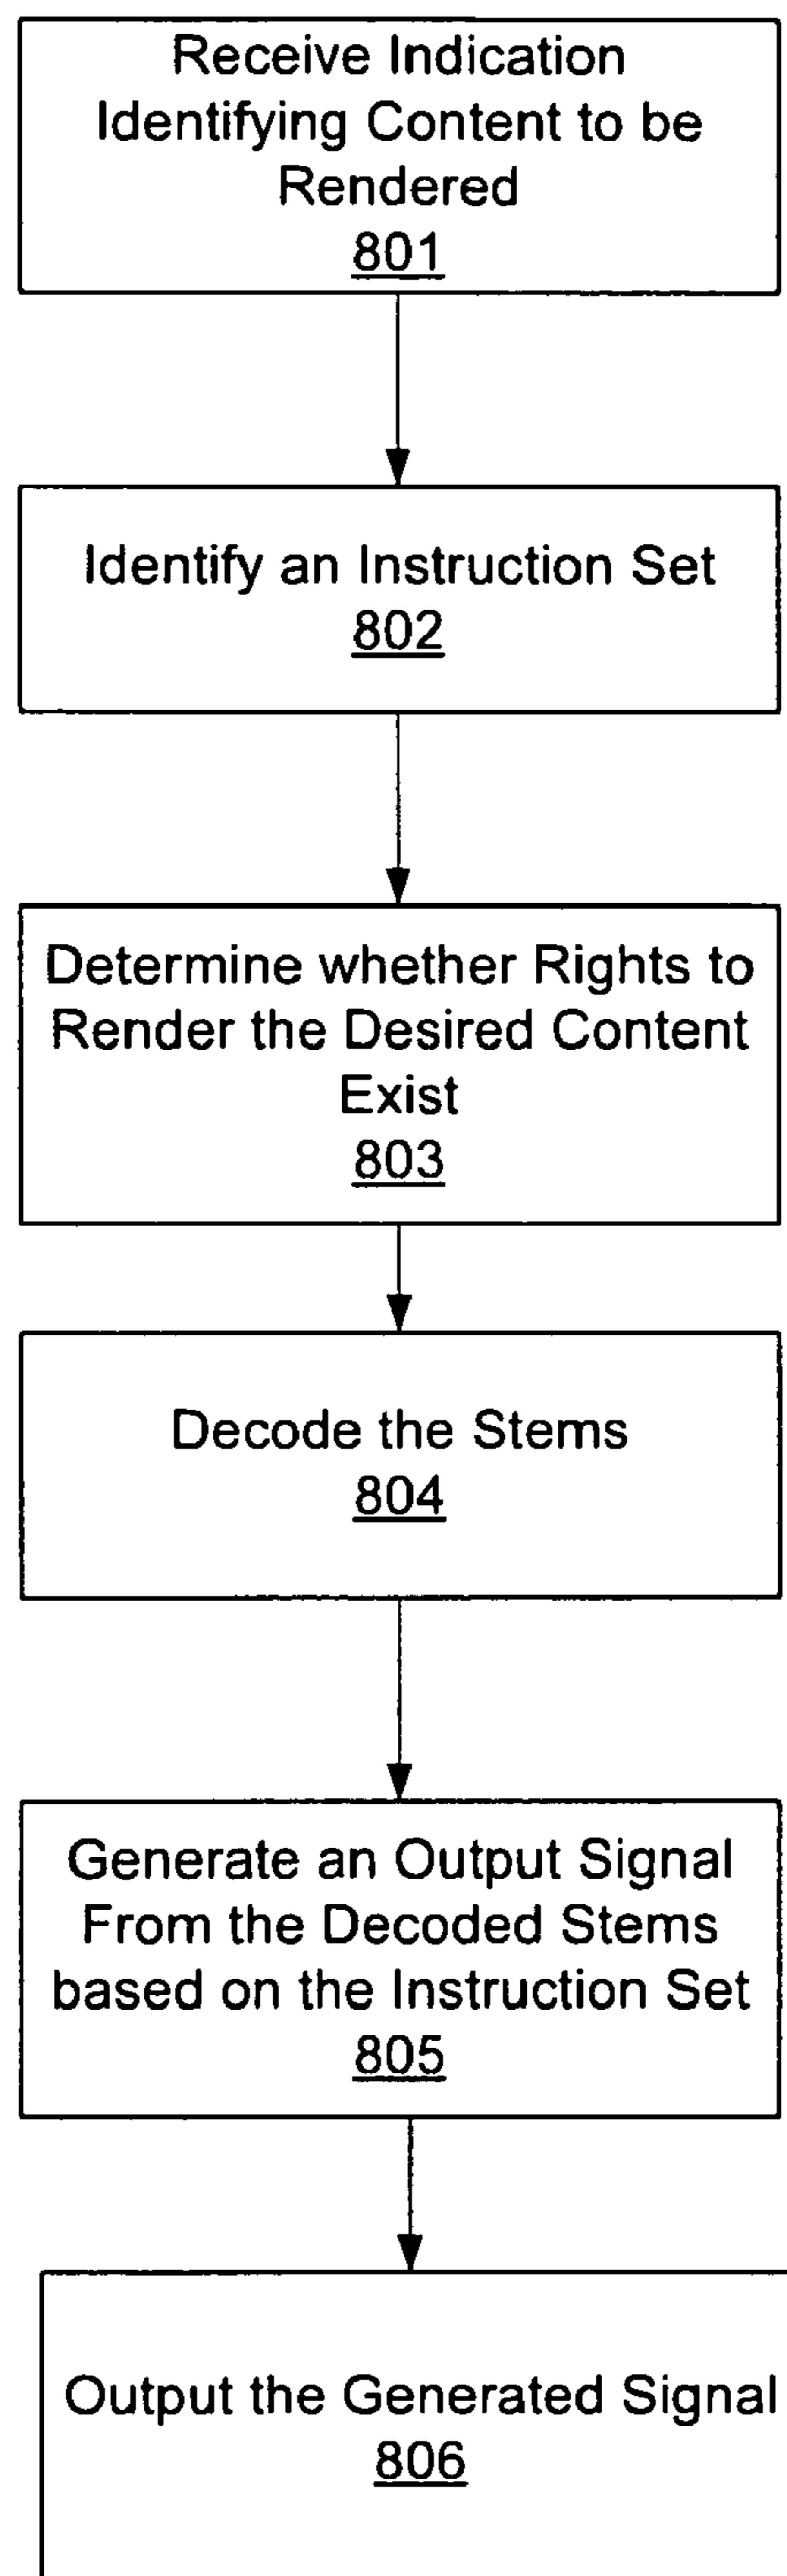 Receive Indication
Identifying Content to be
Rendered
801
Identify an Instruction Set
802
Determine whether Rights to
Render the Desired Content
Exist
803
Decode the Stems
804
Generate an Output Signal
From the Decoded Stems
based on the Instruction Set
805
Output the Generated Signal
806